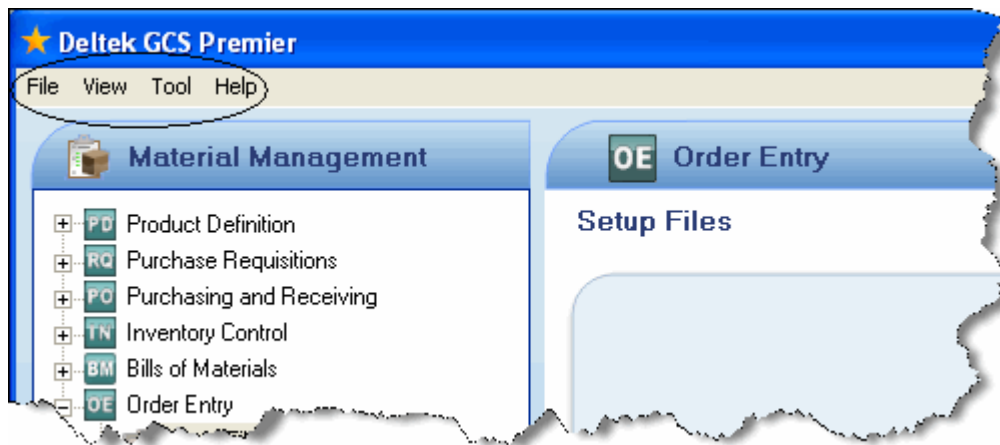 Deltek GCS Premier
File View Tool Help
Material Management
PD Product Definition
RQ Purchase Requisitions
PO Purchasing and Receiving
TN Inventory Control
BM Bills of Materials
OE Order Entry
OE Order Entry
Setup Files